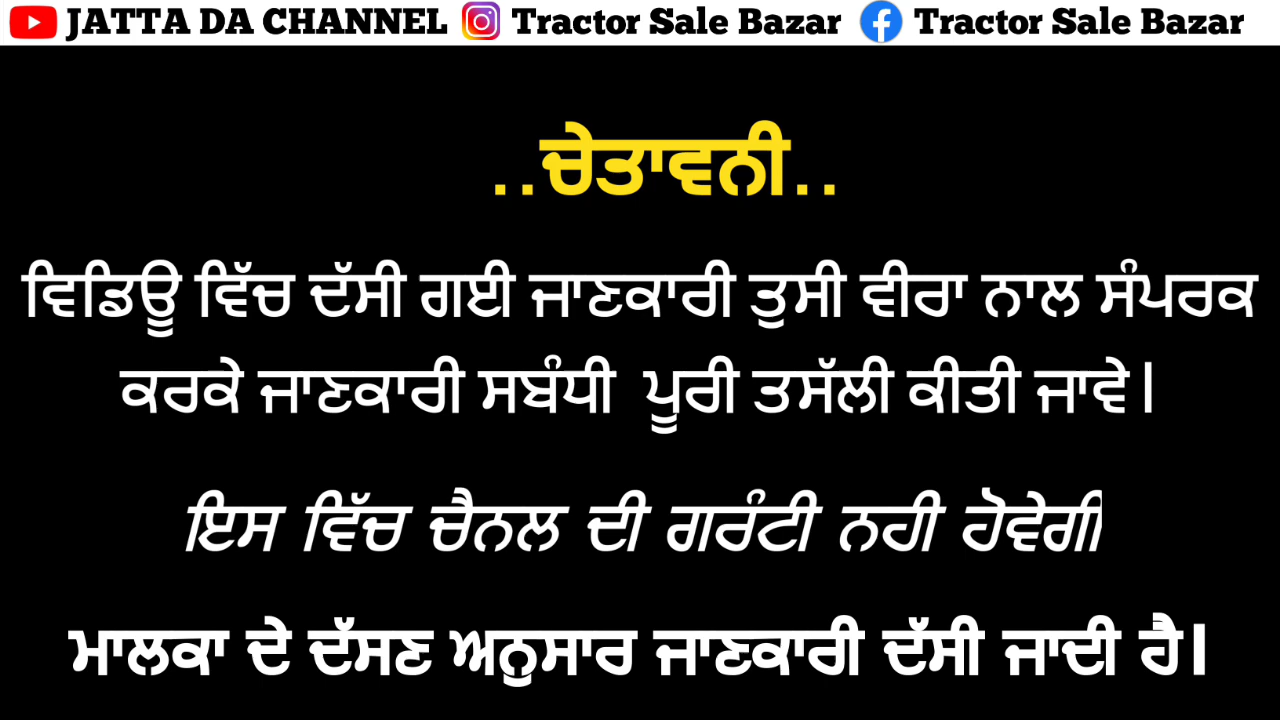 JATTA DA CHANNEL Tractor Sale Bazar Tractor Sale Bazar
..ਚੇਤਾਵਨੀ..
ਵਿਡਿਊ ਵਿੱਚ ਦੱਸੀ ਗਈ ਜਾਣਕਾਰੀ ਤੁਸੀ ਵੀਰਾ ਨਾਲ ਸੰਪਰਕ
ਕਰਕੇ ਜਾਣਕਾਰੀ ਸਬੰਧੀ ਪੂਰੀ ਤਸੱਲੀ ਕੀਤੀ ਜਾਵੇ।
ਇਸ ਵਿੱਚ ਚੈਨਲ ਦੀ ਗਰੰਟੀ ਨਹੀ ਹੋਵੇਗੀ
ਮਾਲਕਾ ਦੇ ਦੱਸਣ ਅਨੁਸਾਰ ਜਾਣਕਾਰੀ ਦੱਸੀ ਜਾਦੀ ਹੈ।